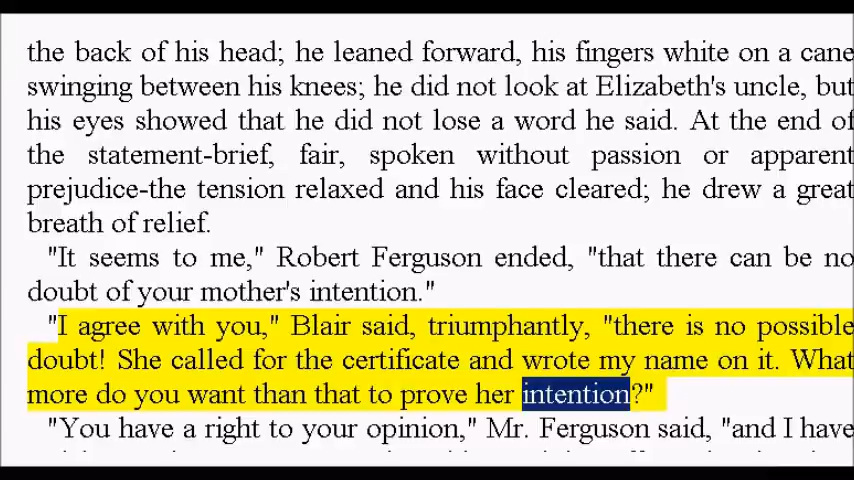 the back of his head; he leaned forward, his fingers white on a cane
swinging between his knees; he did not look at Elizabeth's uncle, but
his eyes showed that he did not lose a word he said. At the end of
the statement-brief, fair, spoken without passion or apparent
prejudice-the tension relaxed and his face cleared; he drew a great
breath of relief.
"It seems to me," Robert Ferguson ended, "that there can be no
doubt of your mother's intention."
"I agree with you," Blair said, triumphantly, "there is no possible
doubt! She called for the certificate and wrote my name on it. What
more do you want than that to prove her intention?"
"You have a right to your opinion," Mr. Ferguson said, "and I have